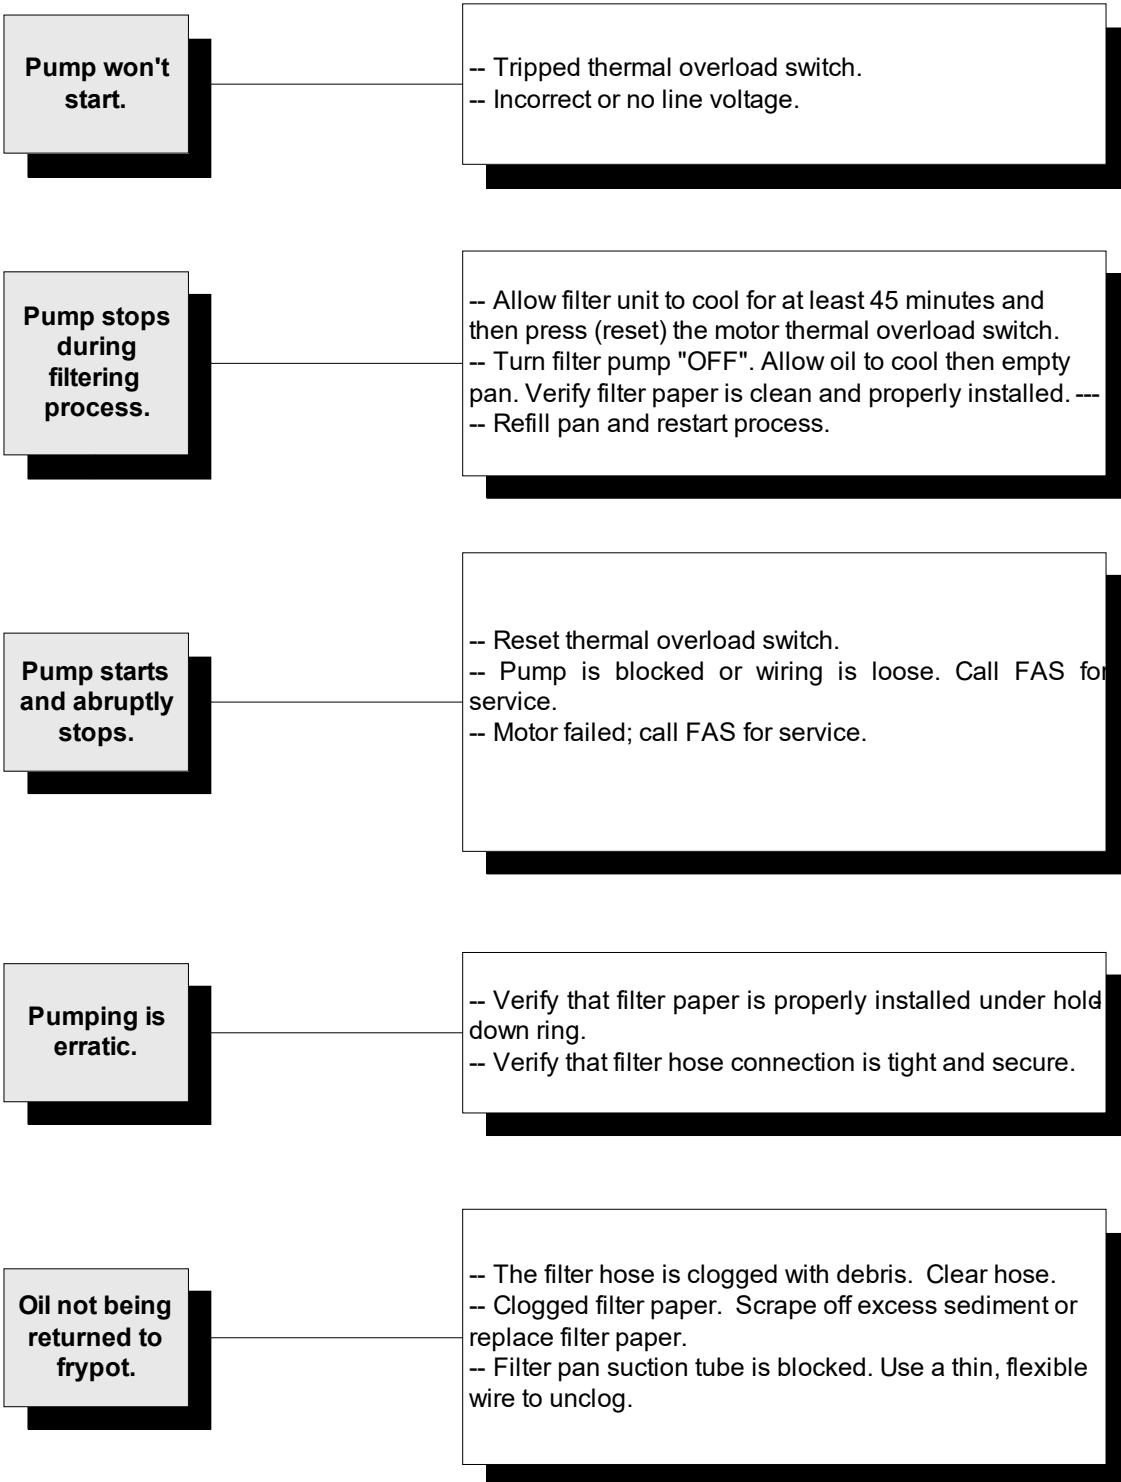 Pump won't
start.
-- Tripped thermal overload switch.
-- Incorrect or no line voltage.
Pump stops
during
filtering
process.
-- Allow filter unit to cool for at least 45 minutes and
then press (reset) the motor thermal overload switch.
-- Turn filter pump "OFF". Allow oil to cool then empty
pan. Verify filter paper is clean and properly installed. ---
-- Refill pan and restart process.
Pump starts
and abruptly
stops.
-- Reset thermal overload switch.
-- Pump is blocked or wiring is loose. Call FAS for
service.
-- Motor failed; call FAS for service.
Pumping is
erratic.
-- Verify that filter paper is properly installed under hold-
down ring.
-- Verify that filter hose connection is tight and secure.
Oil not being
returned to
frypot.
-- The filter hose is clogged with debris.  Clear hose.
-- Clogged filter paper.  Scrape off excess sediment or
replace filter paper.
-- Filter pan suction tube is blocked. Use a thin, flexible
wire to unclog.